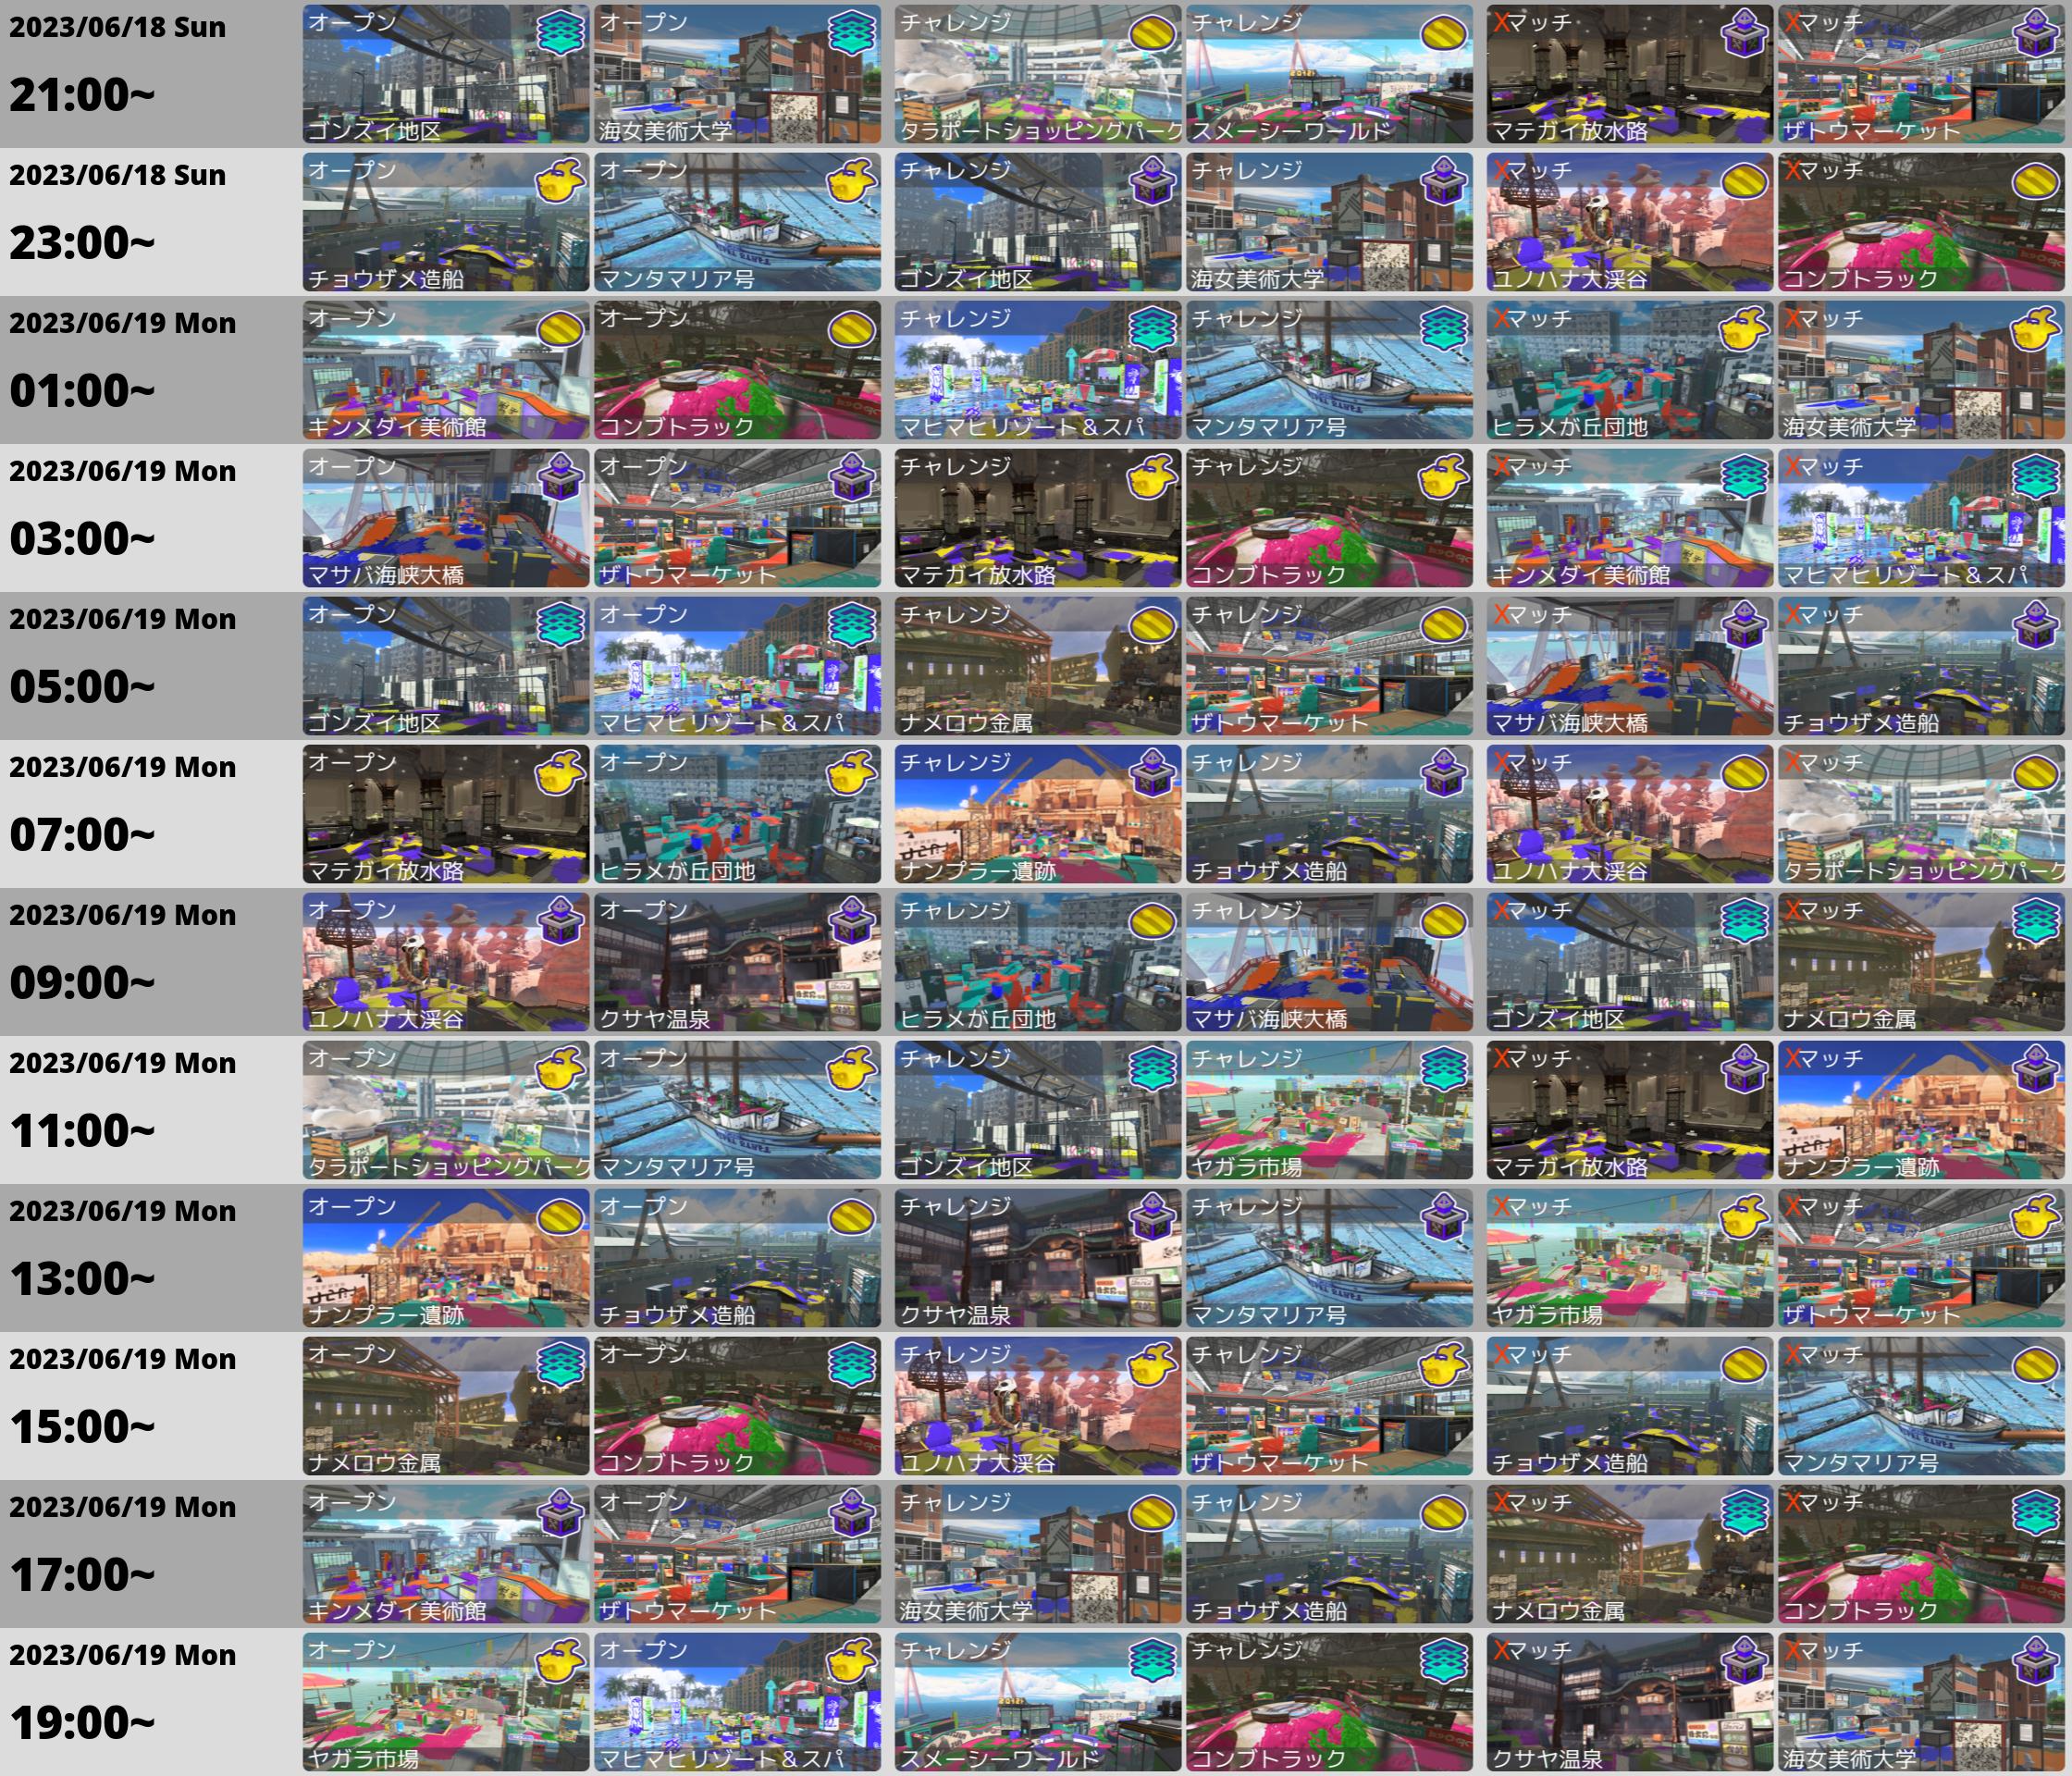 2023/06/18 Sun
21:00~
オープン オープン チャレンジ チャレンジ Xマッチ Xマッチ
ゴンズイ地区 海女美術大学 タラポートショッピングパーク スメーシーワールド マテガイ放水路 ザトウマーケット
2023/06/18 Sun
23:00~
オープン オープン チャレンジ チャレンジ Xマッチ Xマッチ
チョウザメ造船 マンタマリア号 ゴンズイ地区 海女美術大学 ユノハナ大渓谷 コンブトラック
2023/06/19 Mon
01:00~
オープン オープン チャレンジ チャレンジ Xマッチ Xマッチ
キンメダイ美術館 コンブトラック マヒマヒリゾート&スパ マンタマリア号 ヒラメが丘団地 海女美術大学
2023/06/19 Mon
03:00~
オープン オープン チャレンジ チャレンジ Xマッチ Xマッチ
マサバ海峡大橋 ザトウマーケット マテガイ放水路 コンブトラック キンメダイ美術館 マヒマヒリゾート&スパ
2023/06/19 Mon
05:00~
オープン オープン チャレンジ チャレンジ Xマッチ Xマッチ
ゴンズイ地区 マヒマヒリゾート&スパ ナメロウ金属 ザトウマーケット マサバ海峡大橋 チョウザメ造船
2023/06/19 Mon
07:00~
オープン オープン チャレンジ チャレンジ Xマッチ Xマッチ
マテガイ放水路 ヒラメが丘団地 ナンプラー遺跡 チョウザメ造船 ユノハナ大渓谷 タラポートショッピングパーク
2023/06/19 Mon
09:00~
オープン オープン チャレンジ チャレンジ Xマッチ Xマッチ
ユノハナ大渓谷 クサヤ温泉 ヒラメが丘団地 マサバ海峡大橋 ゴンズイ地区 ナメロウ金属
2023/06/19 Mon
11:00~
オープン オープン チャレンジ チャレンジ Xマッチ Xマッチ
タラポートショッピングパーク マンタマリア号 ゴンズイ地区 ヤガラ市場 マテガイ放水路 ナンプラー遺跡
2023/06/19 Mon
13:00~
オープン オープン チャレンジ チャレンジ Xマッチ Xマッチ
ナンプラー遺跡 チョウザメ造船 クサヤ温泉 マンタマリア号 ヤガラ市場 ザトウマーケット
2023/06/19 Mon
15:00~
オープン オープン チャレンジ チャレンジ Xマッチ Xマッチ
ナメロウ金属 コンブトラック ユノハナ大渓谷 ザトウマーケット チョウザメ造船 マンタマリア号
2023/06/19 Mon
17:00~
オープン オープン チャレンジ チャレンジ Xマッチ Xマッチ
キンメダイ美術館 ザトウマーケット 海女美術大学 チョウザメ造船 ナメロウ金属 コンブトラック
2023/06/19 Mon
19:00~
オープン オープン チャレンジ チャレンジ Xマッチ Xマッチ
ヤガラ市場 マヒマヒリゾート&スパ スメーシーワールド コンブトラック クサヤ温泉 海女美術大学